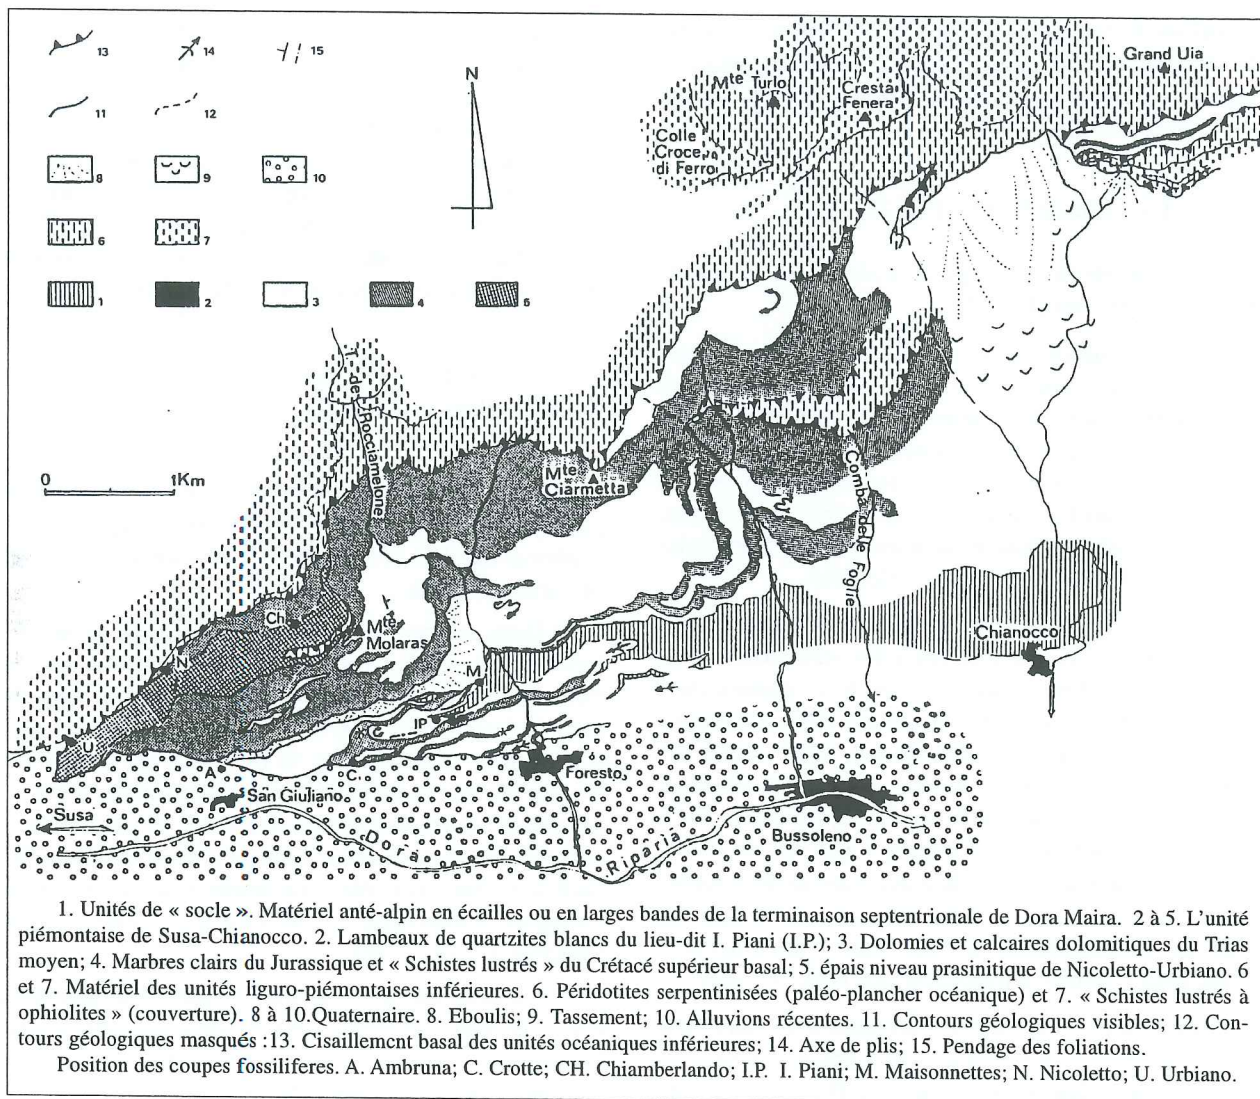 13
14
15
11
12
8
9
10
6
7
1
2
3
4
5
N
0
1Km
Grand Uia
Mte Turlo
Cresta
Fenera
Colle
Croce
di Ferro
T. del Rocciamelone
Mte
Ciarmetta
Comba delle Foglie
Ch
Mte
Molaras
N
M
IP
U
A
C
Chianocco
Foresto
San Giuliano
Susa
Dora Riparia
Bussoleno
1. Unités de « socle ». Matériel anté-alpin en écailles ou en larges bandes de la terminaison septentrionale de Dora Maira. 2 à 5. L'unité
piémontaise de Susa-Chianocco. 2. Lambeaux de quartzites blancs du lieu-dit I. Piani (I.P.); 3. Dolomies et calcaires dolomitiques du Trias
moyen; 4. Marbres clairs du Jurassique et « Schistes lustrés » du Crétacé supérieur basal; 5. épais niveau prasinitique de Nicoletto-Urbiano. 6
et 7. Matériel des unités liguro-piémontaises inférieures. 6. Péridotites serpentinisées (paléo-plancher océanique) et 7. « Schistes lustrés à
ophiolites » (couverture). 8 à 10.Quaternaire. 8. Eboulis; 9. Tassement; 10. Alluvions récentes. 11. Contours géologiques visibles; 12. Con-
tours géologiques masqués :13. Cisaillement basal des unités océaniques inférieures; 14. Axe de plis; 15. Pendage des foliations.
Position des coupes fossiliferes. A. Ambruna; C. Crotte; CH. Chiamberlando; I.P. I. Piani; M. Maisonnettes; N. Nicoletto; U. Urbiano.